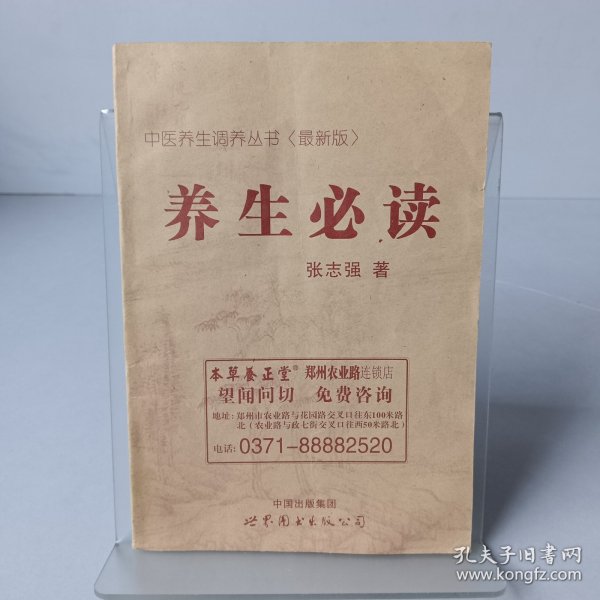 中医养生调养丛书〈最新版〉
养生必读
张志强 著
本草养正堂® 郑州农业路连锁店
望闻问切 免费咨询
地址：郑州市农业路与花园路交叉口往东100米路
北（农业路与政七街交叉口往西50米路北）
电话：0371-88882520
中国出版集团
世界图书出版公司
孔夫子旧书网
www.kongfz.com